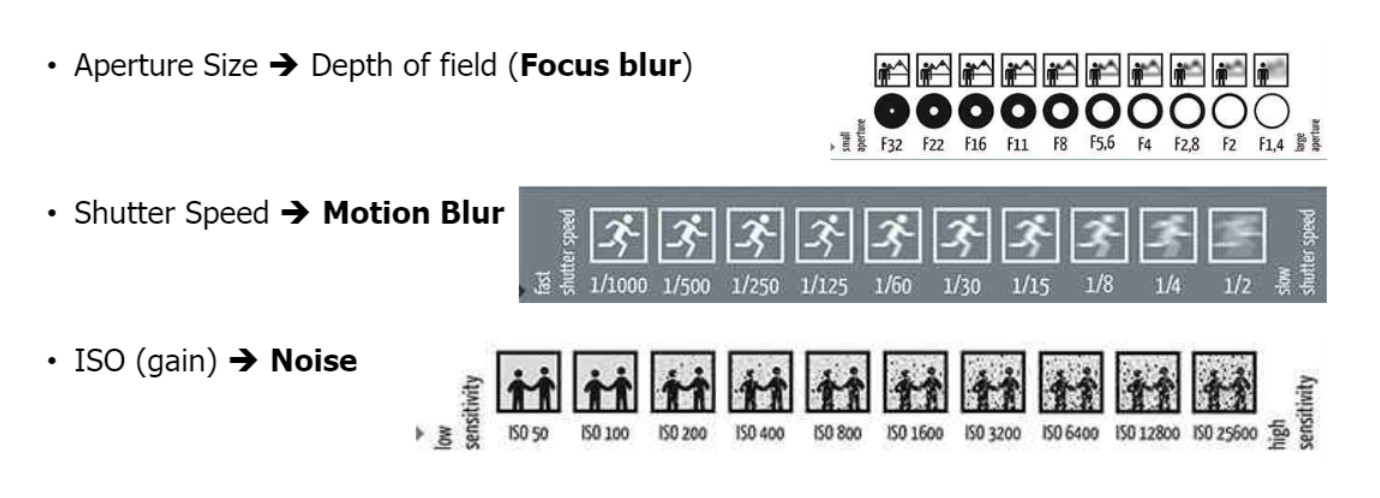 • Aperture Size ➔ Depth of field (Focus blur)
small aperture
F32 F22 F16 F11 F8 F5,6 F4 F2,8 F2 F1,4
large aperture
• Shutter Speed ➔ Motion Blur
fast shutter speed
1/1000 1/500 1/250 1/125 1/60 1/30 1/15 1/8 1/4 1/2
slow shutter speed
• ISO (gain) ➔ Noise
low sensitivity
ISO 50 ISO 100 ISO 200 ISO 400 ISO 800 ISO 1600 ISO 3200 ISO 6400 ISO 12800 ISO 25600
high sensitivity